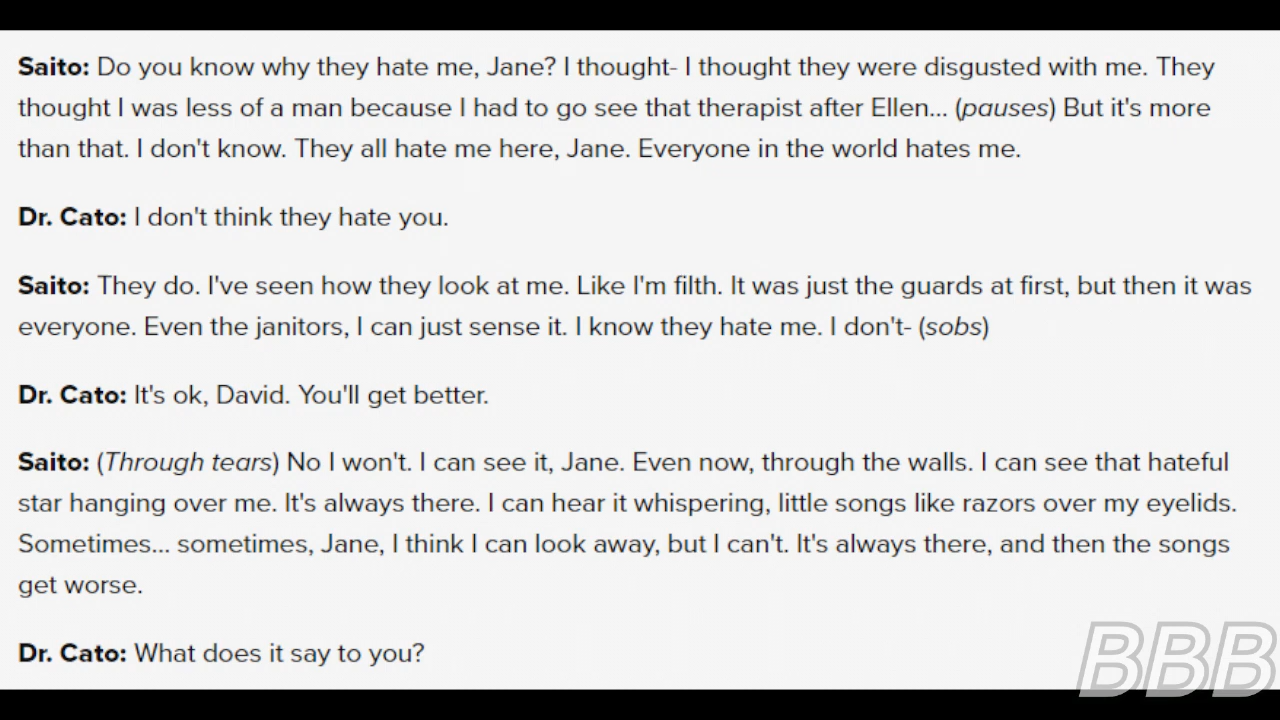 Saito: Do you know why they hate me, Jane? I thought- I thought they were disgusted with me. They
thought I was less of a man because I had to go see that therapist after Ellen... (pauses) But it's more
than that. I don't know. They all hate me here, Jane. Everyone in the world hates me.
Dr. Cato: I don't think they hate you.
Saito: They do. I've seen how they look at me. Like I'm filth. It was just the guards at first, but then it was
everyone. Even the janitors, I can just sense it. I know they hate me. I don't- (sobs)
Dr. Cato: It's ok, David. You'll get better.
Saito: (Through tears) No I won't. I can see it, Jane. Even now, through the walls. I can see that hateful
star hanging over me. It's always there. I can hear it whispering, little songs like razors over my eyelids.
Sometimes... sometimes, Jane, I think I can look away, but I can't. It's always there, and then the songs
get worse.
Dr. Cato: What does it say to you?
BBB